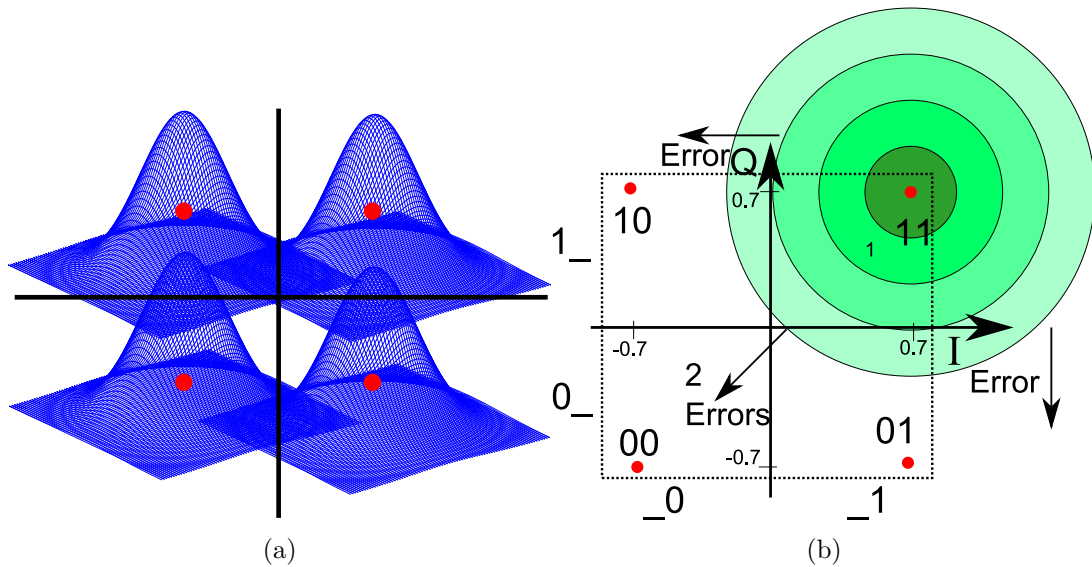 Error
Q
0.7
10
1
11
1_
-0.7
0.7
I
2
Errors
Error
0_
00
01
-0.7
_0
_1
(a)
(b)